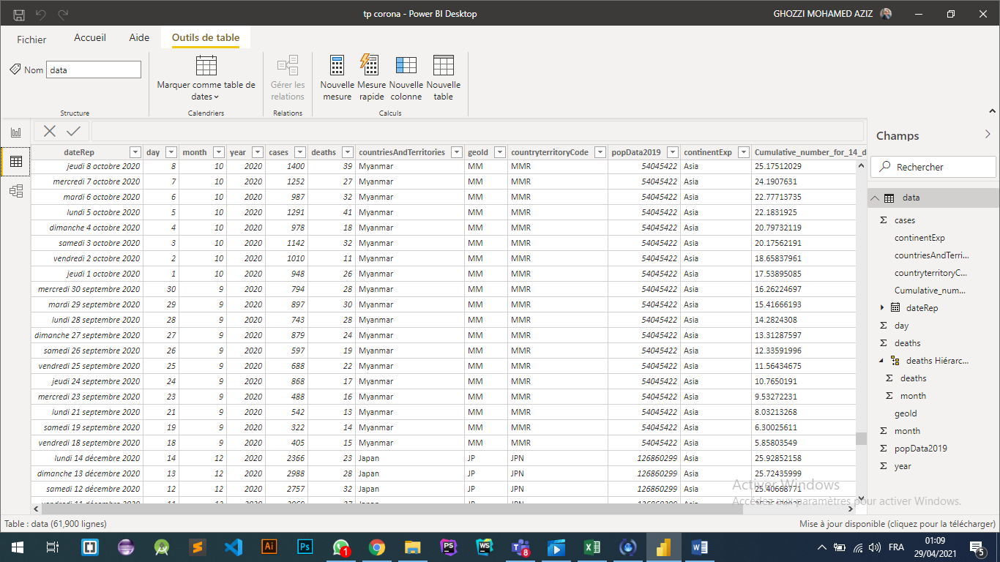 tp corona - Power BI Desktop
GHOZZI MOHAMED AZIZ
Fichier Accueil Aide Outils de table
Nom data
Marquer comme table de dates
Gérer les relations
Nouvelle mesure
Mesure rapide
Nouvelle colonne
Nouvelle table
Structure Calendriers Relations Calculs
dateRep day month year cases deaths countriesAndTerritories geoId countryterritoryCode popData2019 continentExp Cumulative_number_for_14_d
jeudi 8 octobre 2020 8 10 2020 1400 39 Myanmar MM MMR 54045422 Asia 25.17512029
mercredi 7 octobre 2020 7 10 2020 1252 27 Myanmar MM MMR 54045422 Asia 24.1907631
mardi 6 octobre 2020 6 10 2020 987 32 Myanmar MM MMR 54045422 Asia 22.77713735
lundi 5 octobre 2020 5 10 2020 1291 41 Myanmar MM MMR 54045422 Asia 22.1831925
dimanche 4 octobre 2020 4 10 2020 978 18 Myanmar MM MMR 54045422 Asia 20.79732119
samedi 3 octobre 2020 3 10 2020 1142 32 Myanmar MM MMR 54045422 Asia 20.17562191
vendredi 2 octobre 2020 2 10 2020 1010 11 Myanmar MM MMR 54045422 Asia 18.65837961
jeudi 1 octobre 2020 1 10 2020 948 26 Myanmar MM MMR 54045422 Asia 17.53895085
mercredi 30 septembre 2020 30 9 2020 794 28 Myanmar MM MMR 54045422 Asia 16.26224697
mardi 29 septembre 2020 29 9 2020 897 30 Myanmar MM MMR 54045422 Asia 15.41666193
lundi 28 septembre 2020 28 9 2020 743 28 Myanmar MM MMR 54045422 Asia 14.2824308
dimanche 27 septembre 2020 27 9 2020 879 24 Myanmar MM MMR 54045422 Asia 13.31287597
samedi 26 septembre 2020 26 9 2020 597 19 Myanmar MM MMR 54045422 Asia 12.33591996
vendredi 25 septembre 2020 25 9 2020 688 22 Myanmar MM MMR 54045422 Asia 11.56434675
jeudi 24 septembre 2020 24 9 2020 868 17 Myanmar MM MMR 54045422 Asia 10.7650191
mercredi 23 septembre 2020 23 9 2020 488 16 Myanmar MM MMR 54045422 Asia 9.53272231
lundi 21 septembre 2020 21 9 2020 542 13 Myanmar MM MMR 54045422 Asia 8.03213268
samedi 19 septembre 2020 19 9 2020 322 14 Myanmar MM MMR 54045422 Asia 6.30025611
vendredi 18 septembre 2020 18 9 2020 405 15 Myanmar MM MMR 54045422 Asia 5.85803549
lundi 14 décembre 2020 14 12 2020 2366 23 Japan JP JPN 126860299 Asia 25.92852158
dimanche 13 décembre 2020 13 12 2020 2988 28 Japan JP JPN 126860299 Asia 25.72435999
samedi 12 décembre 2020 12 12 2020 2757 32 Japan JP JPN 126860299 Asia 25.40668771
Champs
Rechercher
data
cases
continentExp
countriesAndTerri...
countryterritoryC...
Cumulative_num...
dateRep
day
deaths
deaths Hiérarc...
deaths
month
geoId
month
popData2019
year
Activer Windows
Accédez aux paramètres pour activer Windows.
Table : data (61,900 lignes)
Mise à jour disponible (cliquez pour la télécharger)
Ai Ps 1 PS WS 8
FRA
01:09
29/04/2021
5